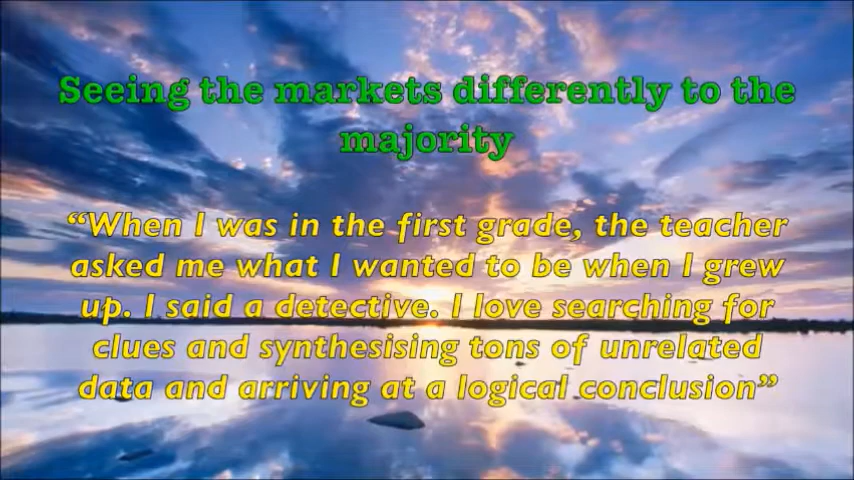 Seeing the markets differently to the
majority
“When I was in the first grade, the teacher
asked me what I wanted to be when I grew
up. I said a detective. I love searching for
clues and synthesising tons of unrelated
data and arriving at a logical conclusion”